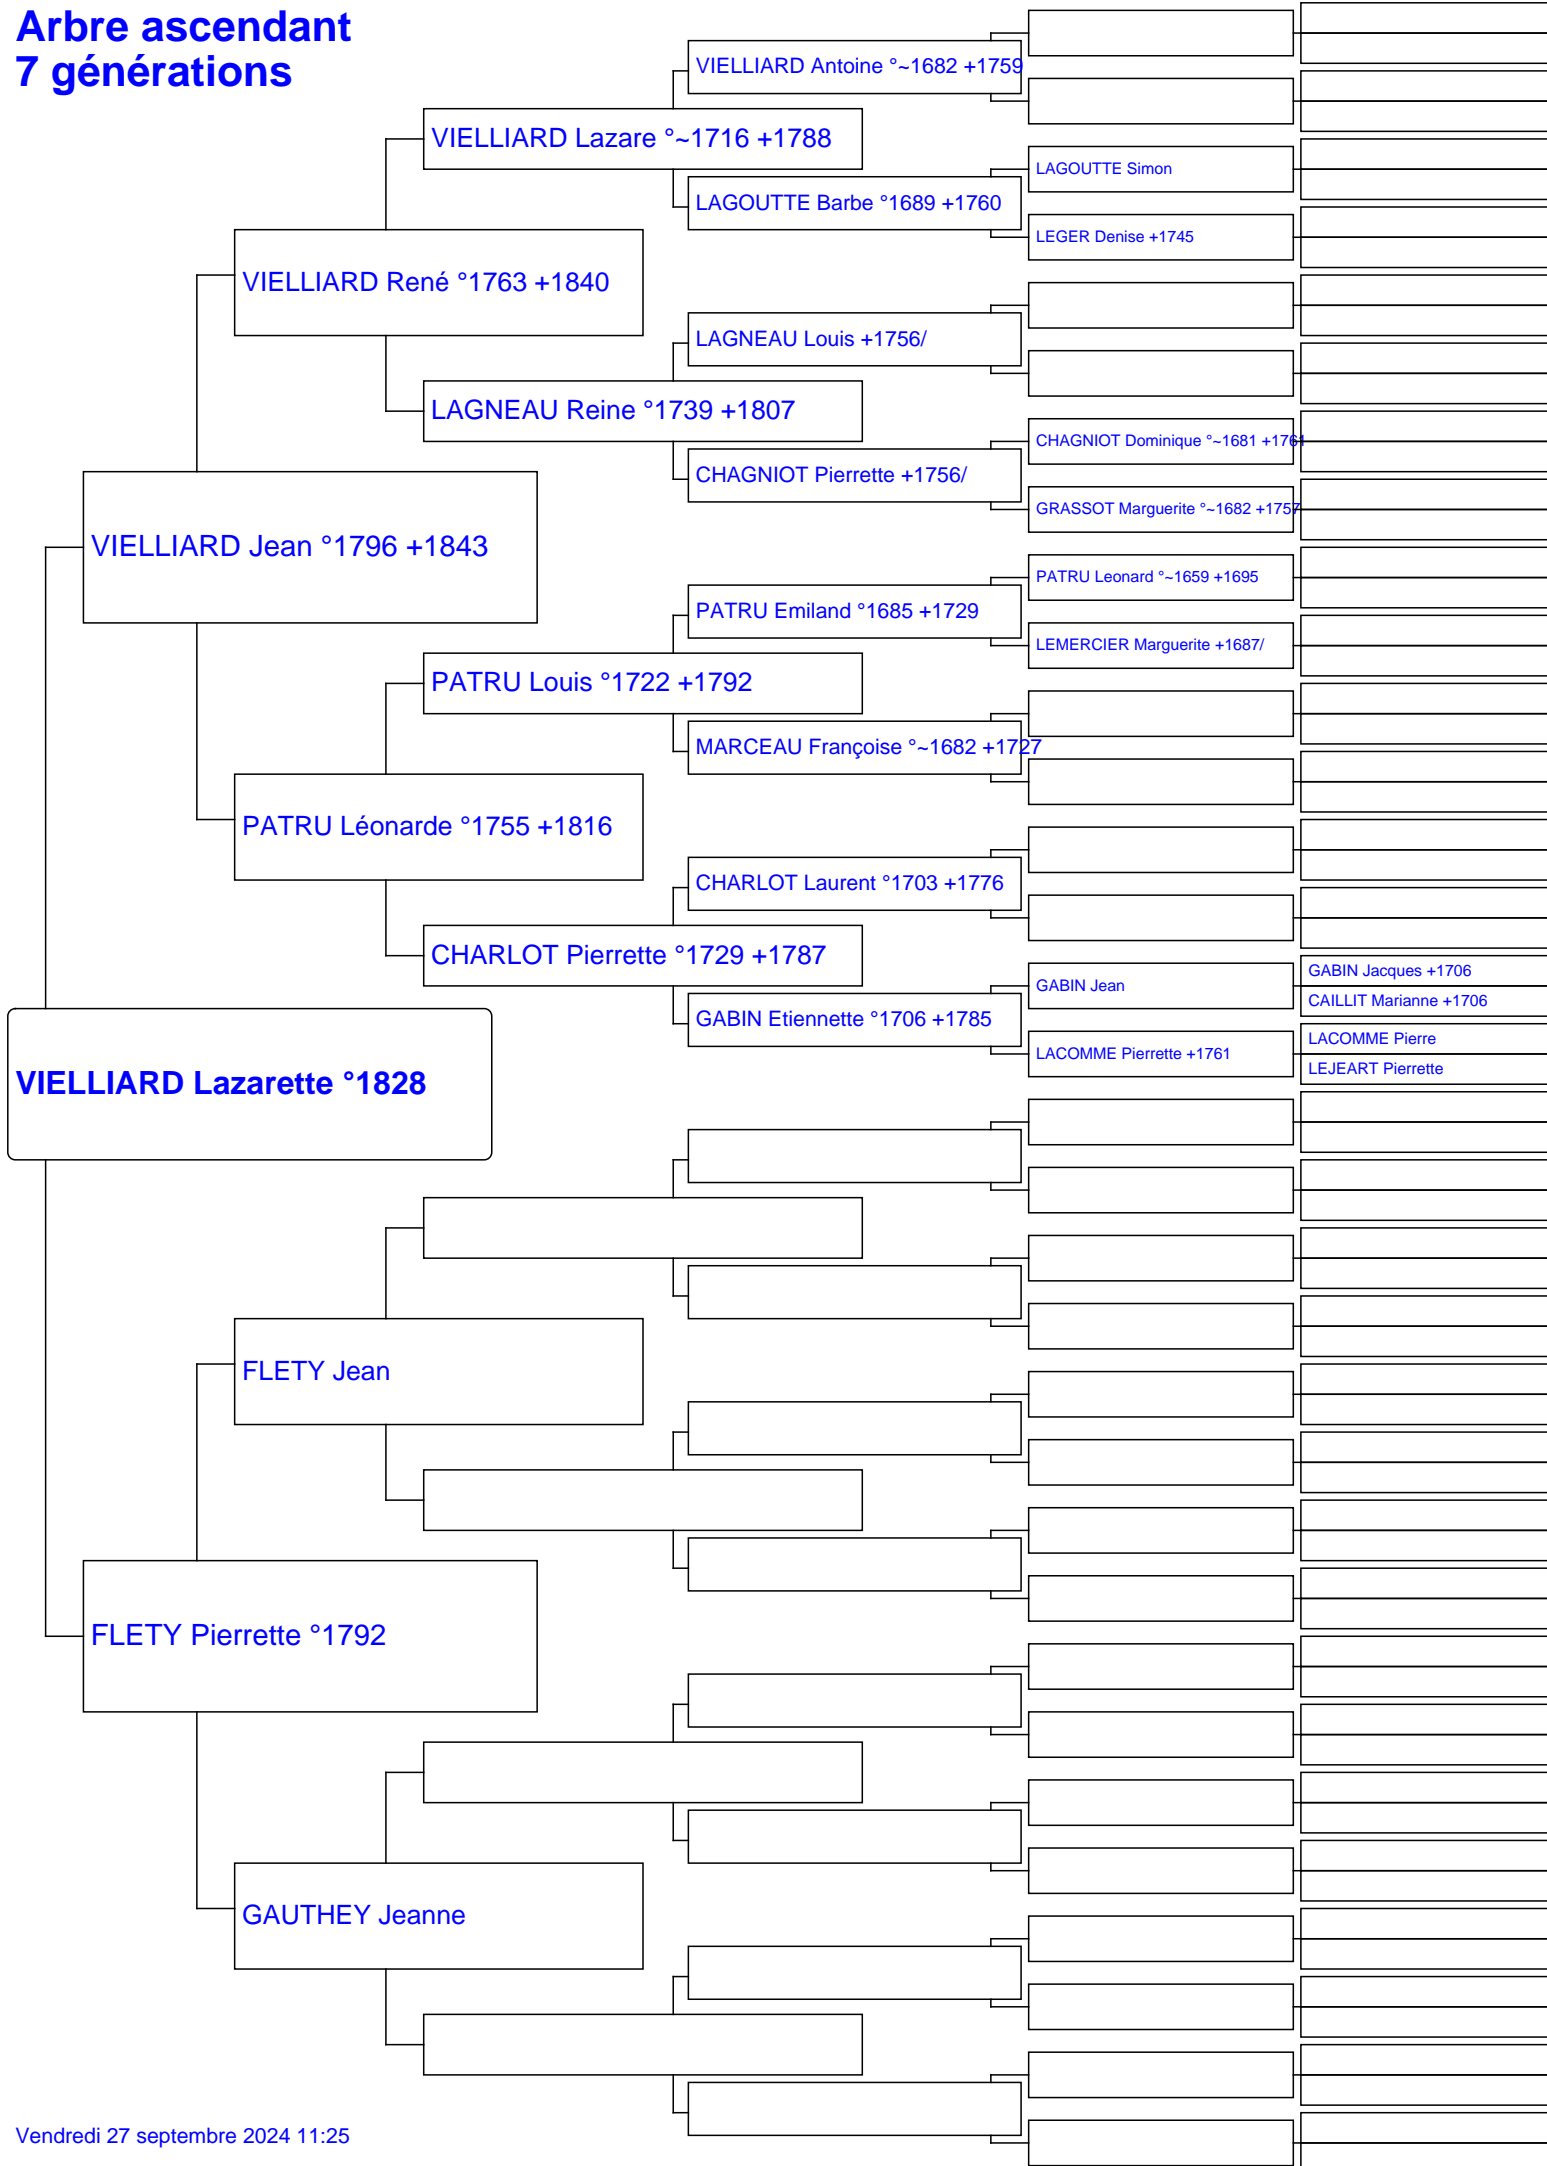 Arbre ascendant
7 générations
VIELLIARD Antoine °~1682 +1759
VIELLIARD Lazare °~1716 +1788
LAGOUTTE Simon
LAGOUTTE Barbe °1689 +1760
LEGER Denise +1745
VIELLIARD René °1763 +1840
LAGNEAU Louis +1756/
LAGNEAU Reine °1739 +1807
CHAGNIOT Dominique °~1681 +1761
CHAGNIOT Pierrette +1756/
GRASSOT Marguerite °~1682 +1757
VIELLIARD Jean °1796 +1843
PATRU Leonard °~1659 +1695
PATRU Emiland °1685 +1729
LEMERCIER Marguerite +1687/
PATRU Louis °1722 +1792
MARCEAU Françoise °~1682 +1727
PATRU Léonarde °1755 +1816
CHARLOT Laurent °1703 +1776
CHARLOT Pierrette °1729 +1787
GABIN Jacques +1706
GABIN Jean
CAILLIT Marianne +1706
GABIN Etiennette °1706 +1785
LACOMME Pierre
LACOMME Pierrette +1761
LEJEART Pierrette
VIELLIARD Lazarette °1828
FLETY Jean
FLETY Pierrette °1792
GAUTHEY Jeanne
Vendredi 27 septembre 2024 11:25